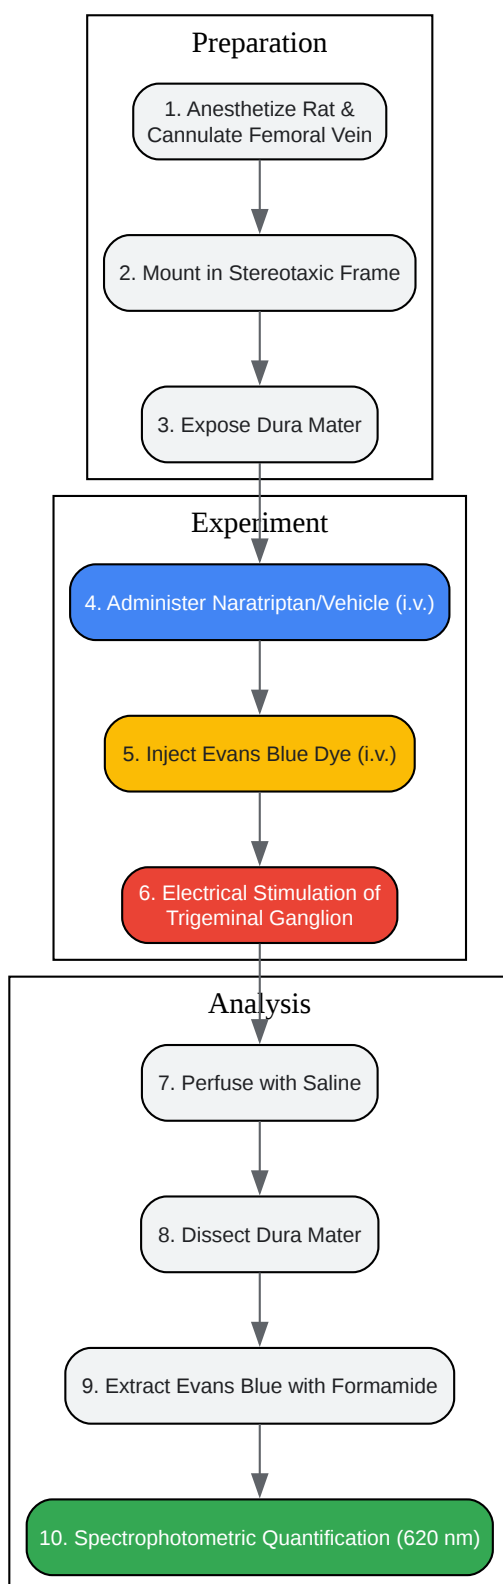 Preparation
1. Anesthetize Rat &
Cannulate Femoral Vein
2. Mount in Stereotaxic Frame
3. Expose Dura Mater
Experiment
4. Administer Naratriptan/Vehicle (i.v.)
5. Inject Evans Blue Dye (i.v.)
6. Electrical Stimulation of
Trigeminal Ganglion
Analysis
7. Perfuse with Saline
8. Dissect Dura Mater
9. Extract Evans Blue with Formamide
10. Spectrophotometric Quantification (620 nm)